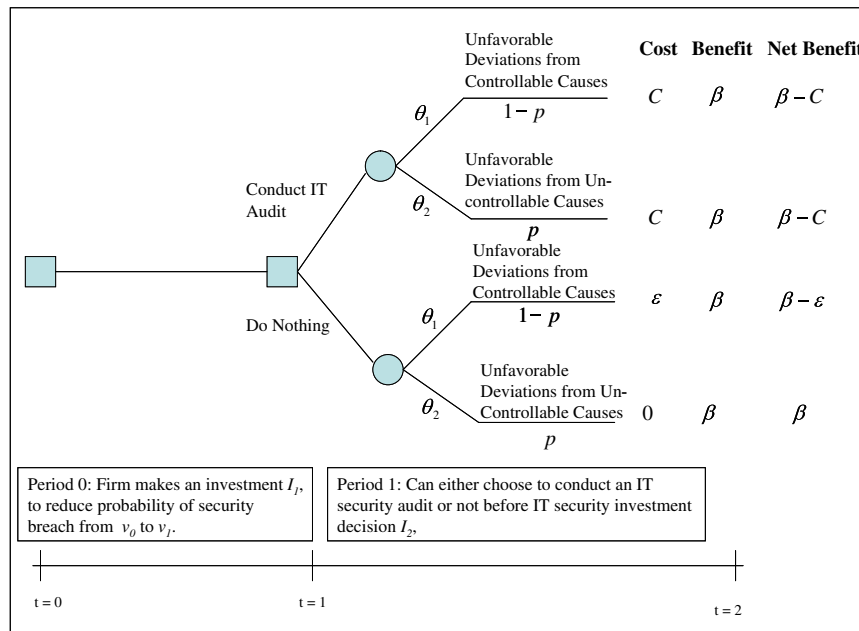 Unfavorable
Deviations from
Controllable Causes
Cost Benefit Net Benefit
θ₁
1 − p
C β β − C
Unfavorable
Deviations from Un-
controllable Causes
Conduct IT
Audit
θ₂
p
C β β − C
Unfavorable
Deviations from
Controllable Causes
Do Nothing
θ₁
1 − p
ε β β − ε
Unfavorable
Deviations from Un-
Controllable Causes
θ₂
p
0 β β
Period 0: Firm makes an investment I₁,
to reduce probability of security
breach from v₀ to v₁.
Period 1: Can either choose to conduct an IT
security audit or not before IT security investment
decision I₂,
t = 0
t = 1
t = 2